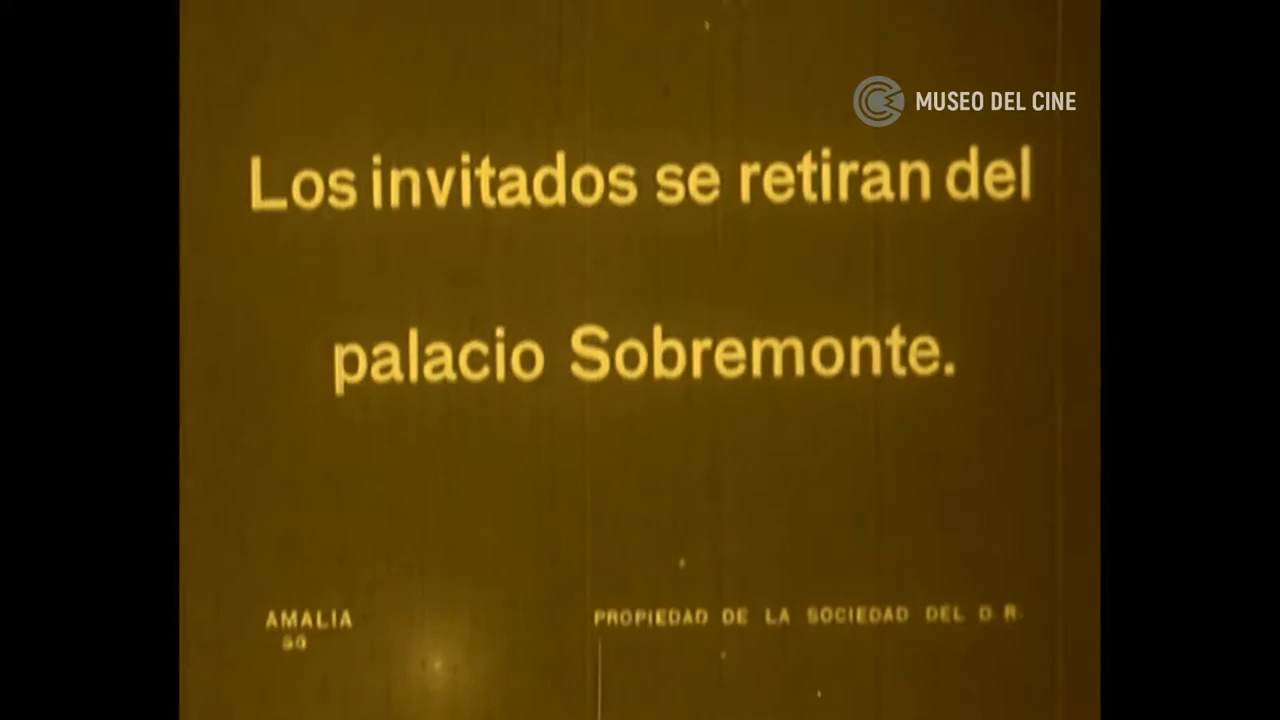 MUSEO DEL CINE
Los invitados se retiran del
palacio Sobremonte.
AMALIA
PROPIEDAD DE LA SOCIEDAD DEL D. R.